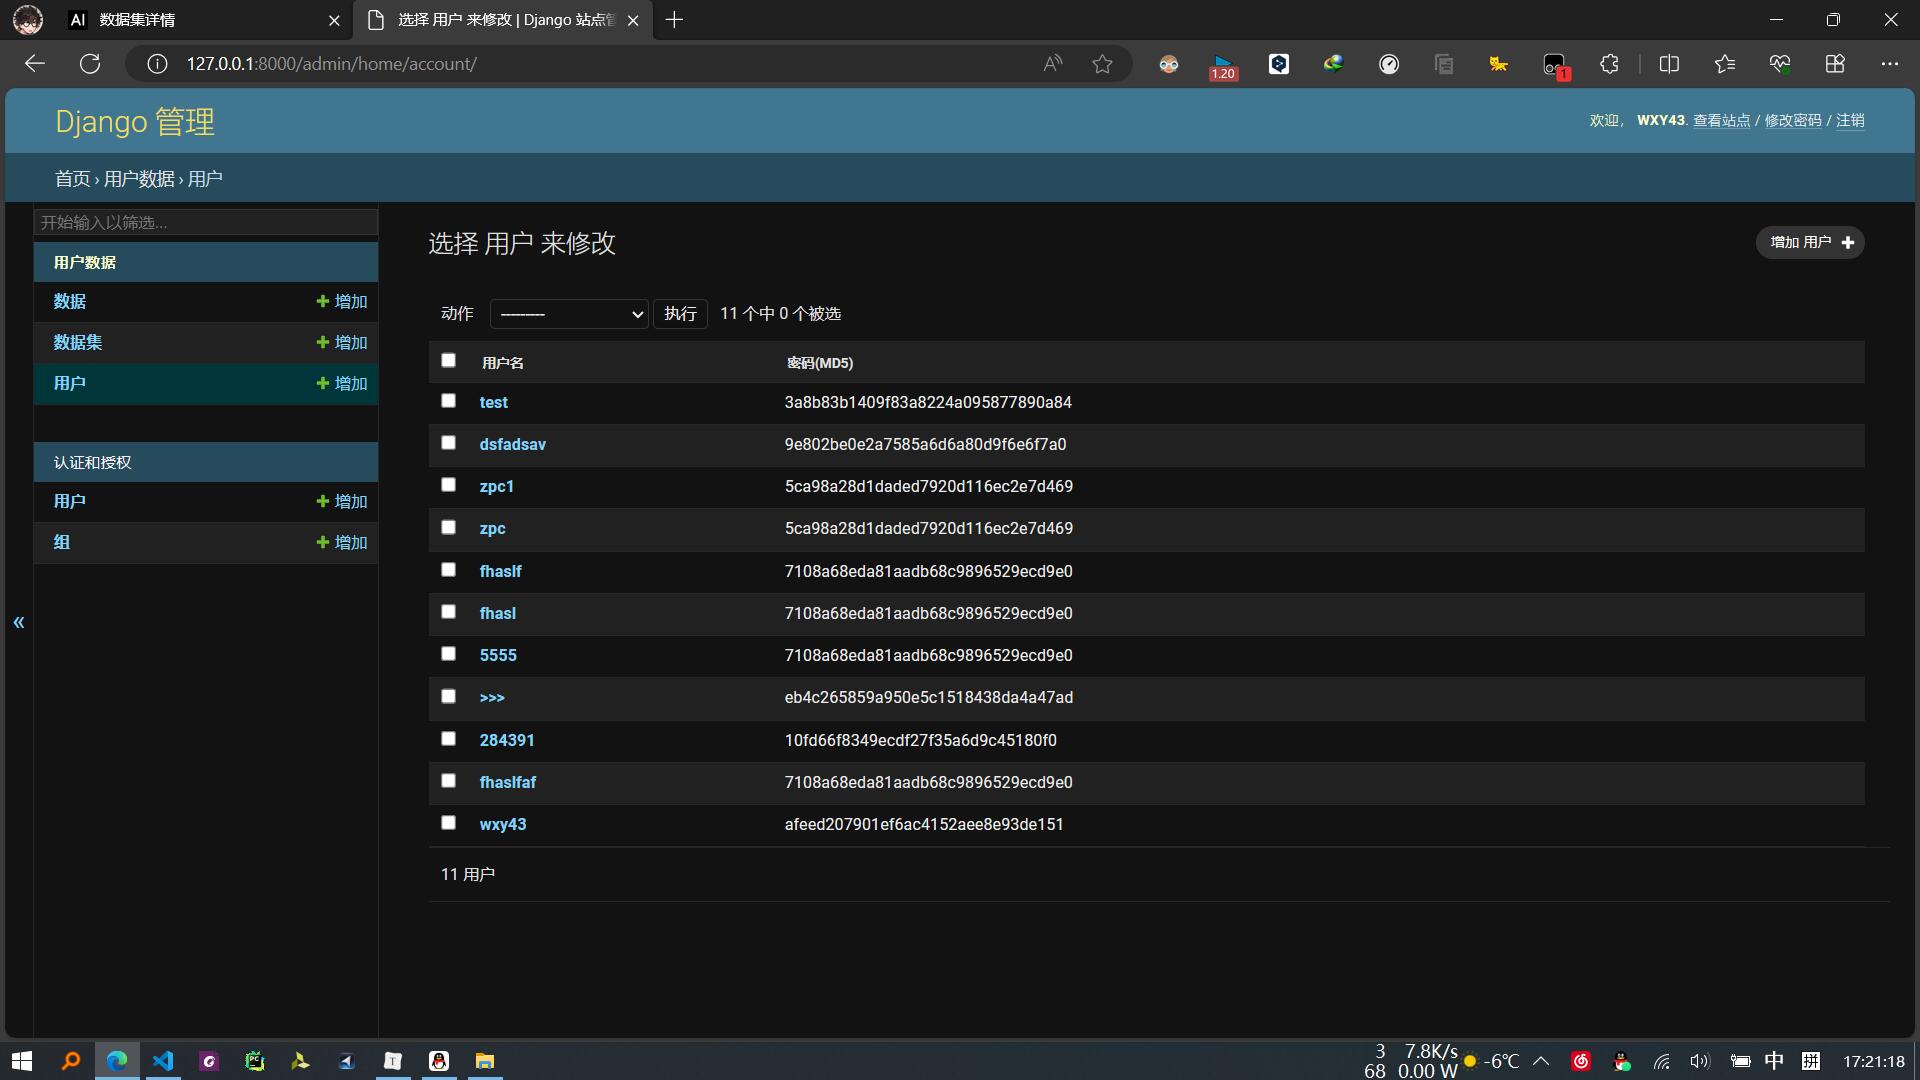 AI 数据集详情
选择 用户 来修改 | Django 站点管
127.0.0.1:8000/admin/home/account/
1.20
1
Django 管理
欢迎， WXY43. 查看站点 / 修改密码 / 注销
首页 › 用户数据 › 用户
开始输入以筛选...
用户数据
数据 增加
数据集 增加
用户 增加
认证和授权
用户 增加
组 增加
«
选择 用户 来修改
增加 用户
动作 --------- 执行 11 个中 0 个被选
用户名 密码(MD5)
test 3a8b83b1409f83a8224a095877890a84
dsfadsav 9e802be0e2a7585a6d6a80d9f6e6f7a0
zpc1 5ca98a28d1daded7920d116ec2e7d469
zpc 5ca98a28d1daded7920d116ec2e7d469
fhaslf 7108a68eda81aadb68c9896529ecd9e0
fhasl 7108a68eda81aadb68c9896529ecd9e0
5555 7108a68eda81aadb68c9896529ecd9e0
>>> eb4c265859a950e5c1518438da4a47ad
284391 10fd66f8349ecdf27f35a6d9c45180f0
fhaslfaf 7108a68eda81aadb68c9896529ecd9e0
wxy43 afeed207901ef6ac4152aee8e93de151
11 用户
3 7.8K/s
68 0.00 W
-6℃
中
拼
17:21:18